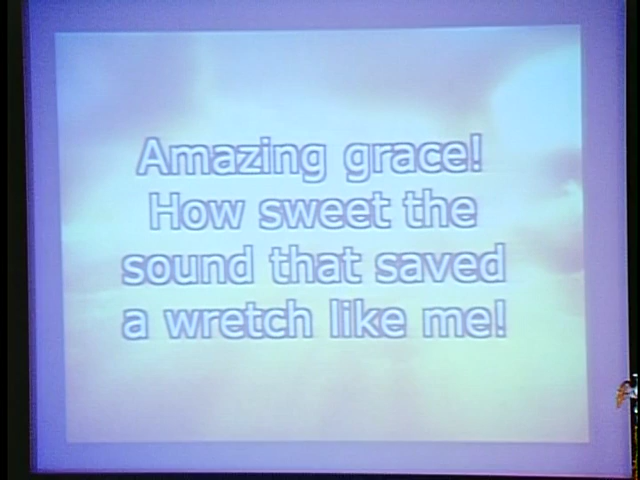 Amazing grace!
How sweet the
sound that saved
a wretch like me!